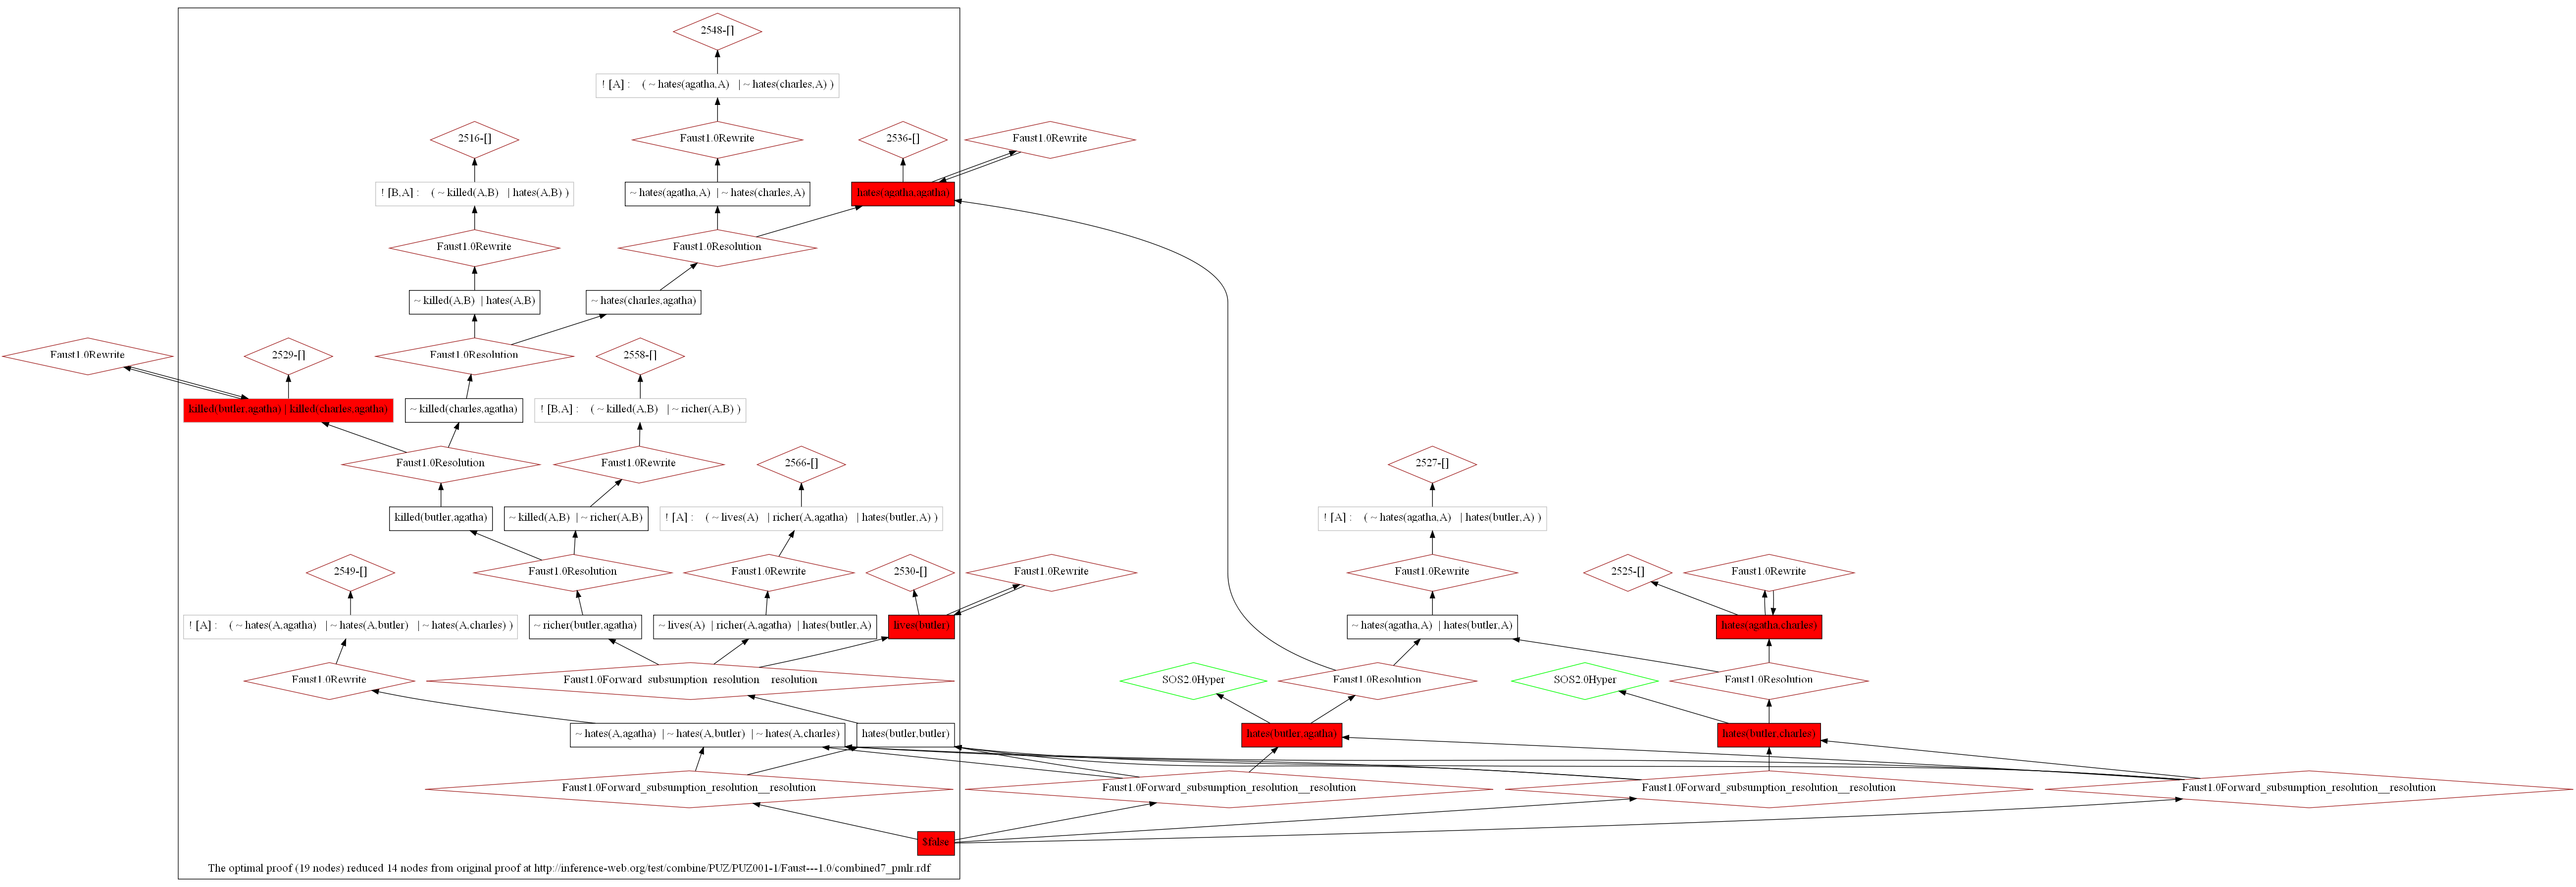 2548-[]
! [A] : ( ~ hates(agatha,A) | ~ hates(charles,A) )
2516-[]
Faust1.0Rewrite
2536-[]
Faust1.0Rewrite
! [B,A] : ( ~ killed(A,B) | hates(A,B) )
~ hates(agatha,A) | ~ hates(charles,A)
hates(agatha,agatha)
Faust1.0Rewrite
Faust1.0Resolution
~ killed(A,B) | hates(A,B)
~ hates(charles,agatha)
Faust1.0Rewrite
2529-[]
Faust1.0Resolution
2558-[]
killed(butler,agatha) | killed(charles,agatha)
~ killed(charles,agatha)
! [B,A] : ( ~ killed(A,B) | ~ richer(A,B) )
Faust1.0Resolution
Faust1.0Rewrite
2566-[]
2527-[]
killed(butler,agatha)
~ killed(A,B) | ~ richer(A,B)
! [A] : ( ~ lives(A) | richer(A,agatha) | hates(butler,A) )
! [A] : ( ~ hates(agatha,A) | hates(butler,A) )
2549-[]
Faust1.0Resolution
Faust1.0Rewrite
2530-[]
Faust1.0Rewrite
Faust1.0Rewrite
2525-[]
Faust1.0Rewrite
! [A] : ( ~ hates(A,agatha) | ~ hates(A,butler) | ~ hates(A,charles) )
~ richer(butler,agatha)
~ lives(A) | richer(A,agatha) | hates(butler,A)
lives(butler)
~ hates(agatha,A) | hates(butler,A)
hates(agatha,charles)
Faust1.0Rewrite
Faust1.0Forward_subsumption_resolution__resolution
SOS2.0Hyper
Faust1.0Resolution
SOS2.0Hyper
Faust1.0Resolution
~ hates(A,agatha) | ~ hates(A,butler) | ~ hates(A,charles)
hates(butler,butler)
hates(butler,agatha)
hates(butler,charles)
Faust1.0Forward_subsumption_resolution__resolution
Faust1.0Forward_subsumption_resolution__resolution
Faust1.0Forward_subsumption_resolution__resolution
Faust1.0Forward_subsumption_resolution__resolution
$false
The optimal proof (19 nodes) reduced 14 nodes from original proof at http://inference-web.org/test/combine/PUZ/PUZ001-1/Faust---1.0/combined7_pmlr.rdf